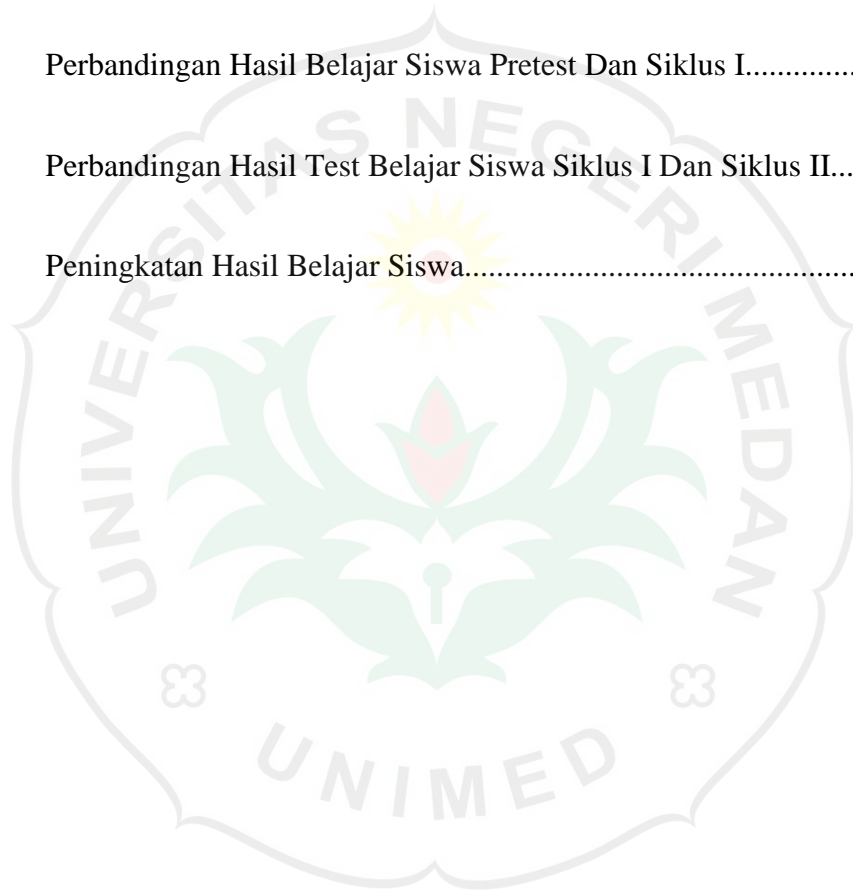 Perbandingan Hasil Belajar Siswa Pretest Dan Siklus I..............
Perbandingan Hasil Test Belajar Siswa Siklus I Dan Siklus II...
Peningkatan Hasil Belajar Siswa................................................
UNIVERSITAS NEGERI MEDAN
UNIMED